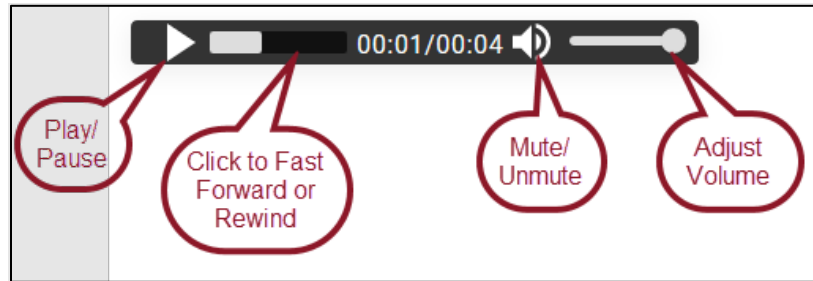 00:01/00:04
Play/
Pause
Click to Fast
Forward or
Rewind
Mute/
Unmute
Adjust
Volume